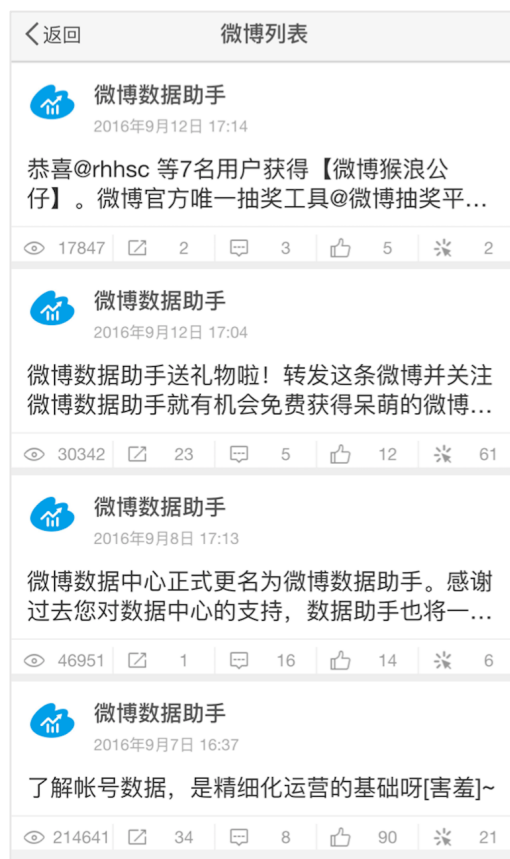 返回 微博列表
微博数据助手
2016年9月12日 17:14
恭喜@rhhsc 等7名用户获得【微博猴浪公
仔】。微博官方唯一抽奖工具@微博抽奖平…
17847 2 3 5 2
微博数据助手
2016年9月12日 17:04
微博数据助手送礼物啦！转发这条微博并关注
微博数据助手就有机会免费获得呆萌的微博…
30342 23 5 12 61
微博数据助手
2016年9月8日 17:13
微博数据中心正式更名为微博数据助手。感谢
过去您对数据中心的支持，数据助手也将一…
46951 1 16 14 6
微博数据助手
2016年9月7日 16:37
了解帐号数据，是精细化运营的基础呀[害羞]~
214641 34 8 90 21